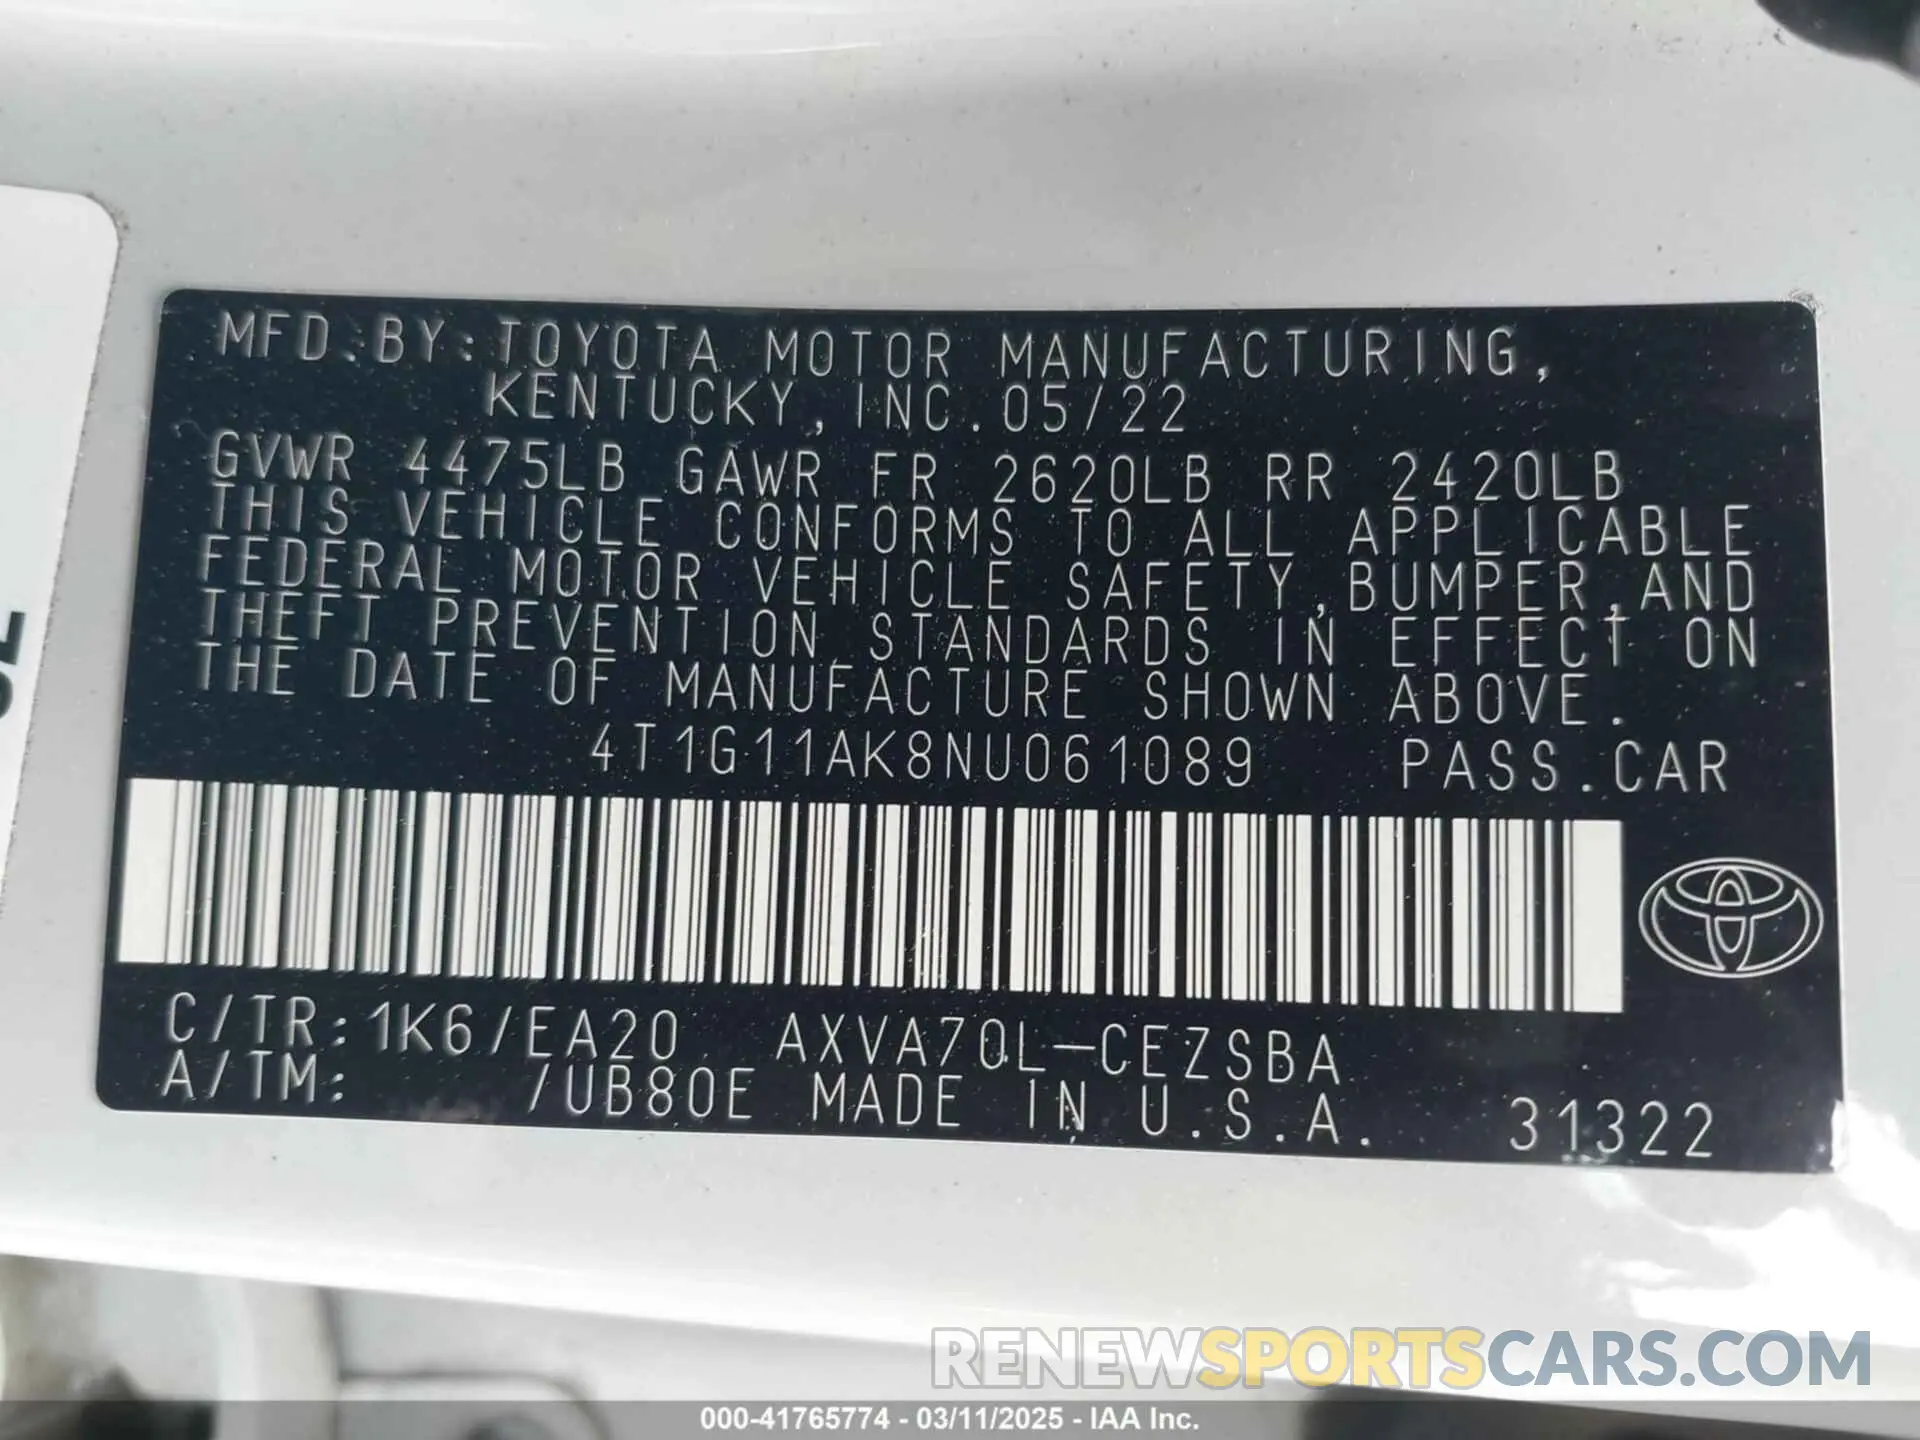 MFD.BY:TOYOTA MOTOR MANUFACTURING,
KENTUCKY,INC.05/22
GVWR 4475LB GAWR FR 2620LB RR 2420LB
THIS VEHICLE CONFORMS TO ALL APPLICABLE
FEDERAL MOTOR VEHICLE SAFETY,BUMPER,AND
THEFT PREVENTION STANDARDS IN EFFECT ON
THE DATE OF MANUFACTURE SHOWN ABOVE.
4T1G11AK8NU061089 PASS.CAR
C/TR:1K6/EA20 AXVA70L-CEZSBA
A/TM: /UB80E MADE IN U.S.A. 31322
RENEWSPORTSCARS.COM
000-41765774 - 03/11/2025 - IAA Inc.